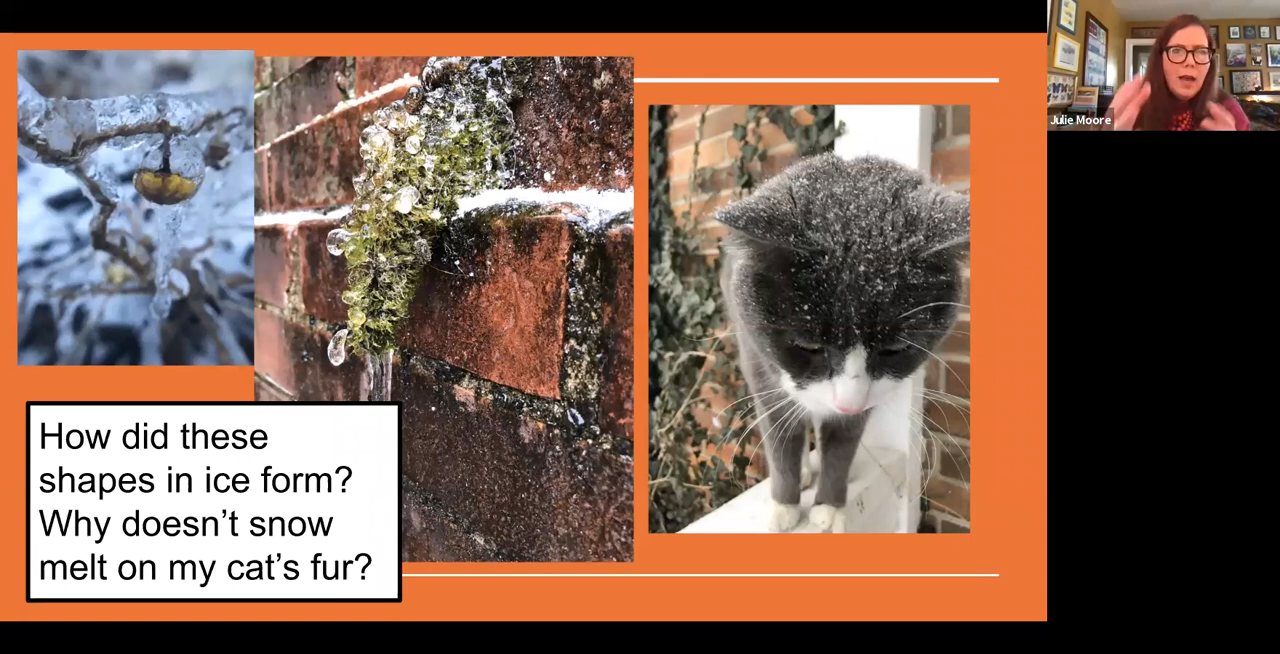 Julie Moore
How did these
shapes in ice form?
Why doesn’t snow
melt on my cat’s fur?